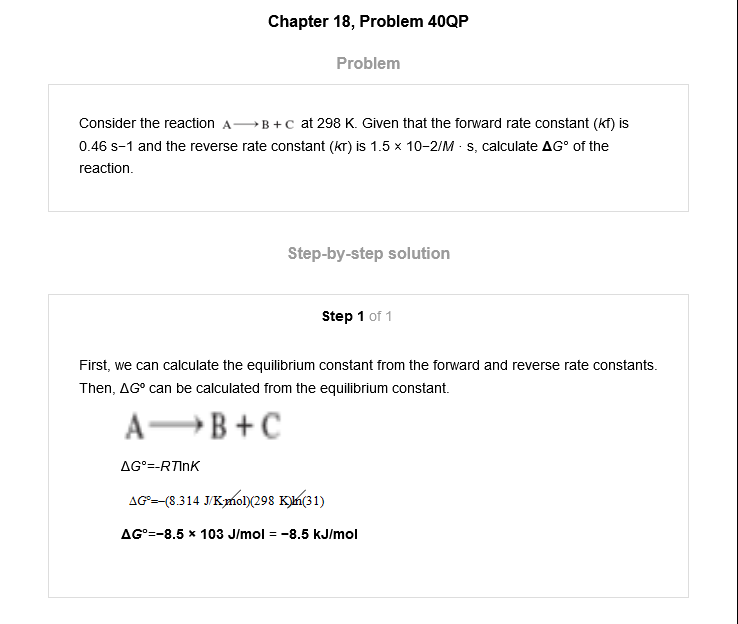 Chapter 18, Problem 40QP
Problem
Consider the reaction A⟶B + C at 298 K. Given that the forward rate constant (kf) is
0.46 s−1 and the reverse rate constant (kr) is 1.5 × 10−2/M · s, calculate ΔG° of the
reaction.
Step-by-step solution
Step 1 of 1
First, we can calculate the equilibrium constant from the forward and reverse rate constants.
Then, ΔGº can be calculated from the equilibrium constant.
A⟶B + C
ΔG°=-RTlnK
ΔG°=−(8.314 J/K·mol)(298 K)ln(31)
ΔG°=−8.5 × 103 J/mol = −8.5 kJ/mol